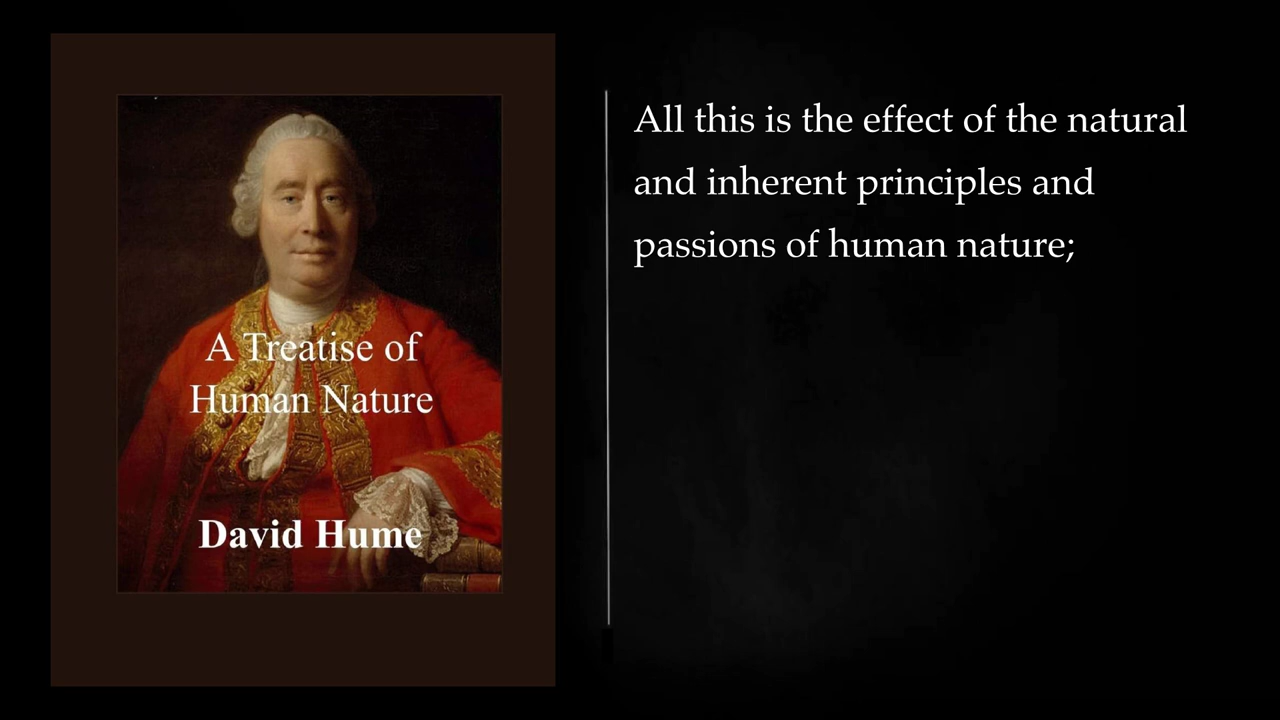 A Treatise of
Human Nature
David Hume
All this is the effect of the natural
and inherent principles and
passions of human nature;